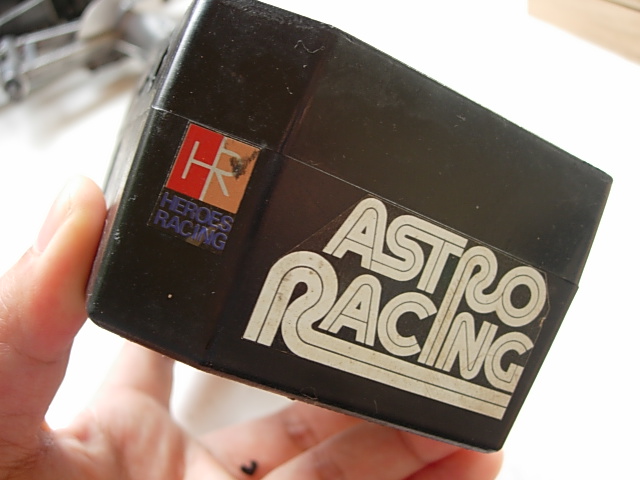 HR
HEROES
RACING
ASTRO
RACING